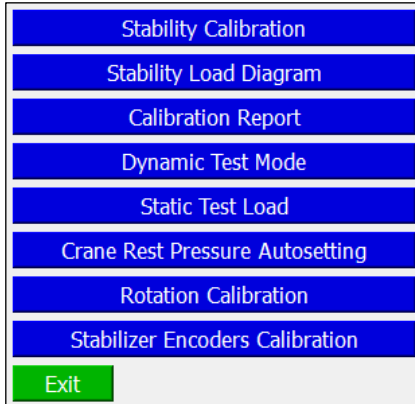 Stability Calibration
Stability Load Diagram
Calibration Report
Dynamic Test Mode
Static Test Load
Crane Rest Pressure Autosetting
Rotation Calibration
Stabilizer Encoders Calibration
Exit